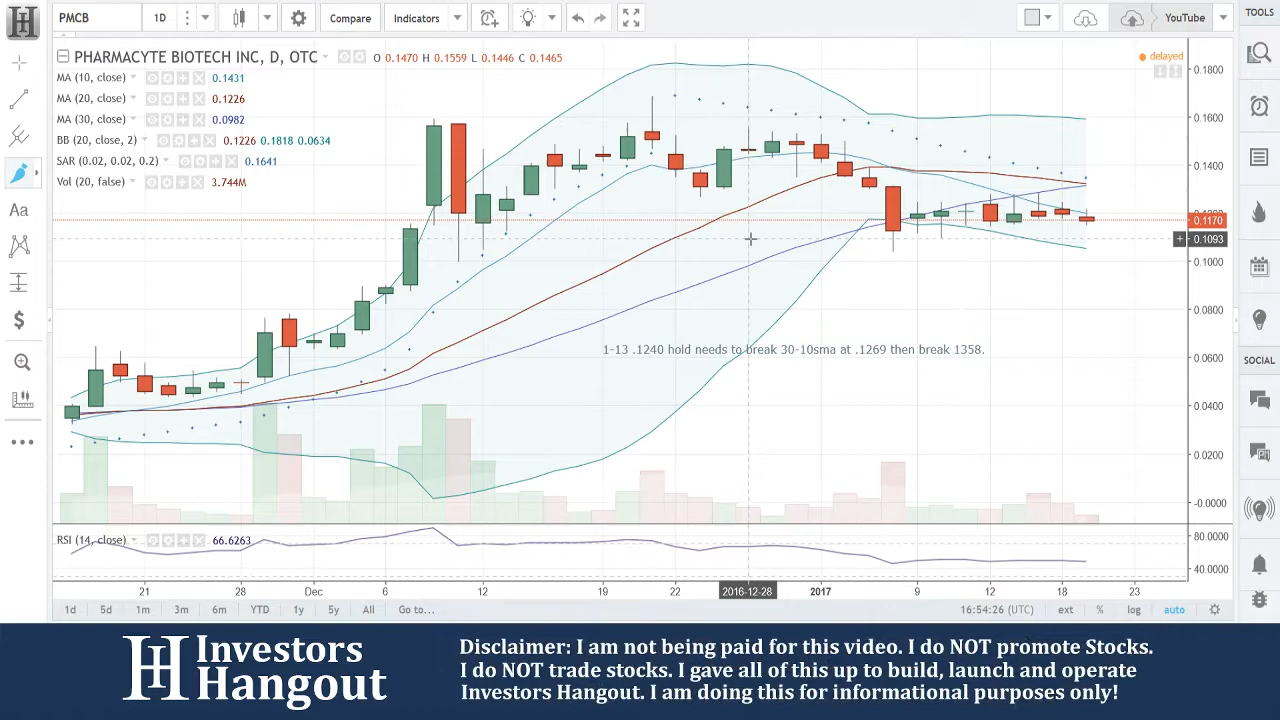 PMCB 1D Compare Indicators YouTube TOOLS
PHARMACYTE BIOTECH INC, D, OTC O 0.1470 H 0.1559 L 0.1446 C 0.1465 delayed
MA (10, close) 0.1431
MA (20, close) 0.1226
MA (30, close) 0.0982
BB (20, close, 2) 0.1226 0.1818 0.0634
SAR (0.02, 0.02, 0.2) 0.1641
Vol (20, false) 3.744M
Aa
$
0.1800
0.1600
0.1400
0.1170
0.1093
0.1000
0.0800
0.0600
0.0400
0.0200
-0.0000
1-13 .1240 hold needs to break 30-10sma at .1269 then break 1358.
SOCIAL
RSI (14, close) 66.6263
80.0000
40.0000
21 28 Dec 6 12 19 22 2016-12-28 2017 9 12 18 23
1d 5d 1m 3m 6m YTD 1y 5y All Go to... 16:54:26 (UTC) ext % log auto
H Investors
Hangout
Disclaimer: I am not being paid for this video. I do NOT promote Stocks.
I do NOT trade stocks. I gave all of this up to build, launch and operate
Investors Hangout. I am doing this for informational purposes only!